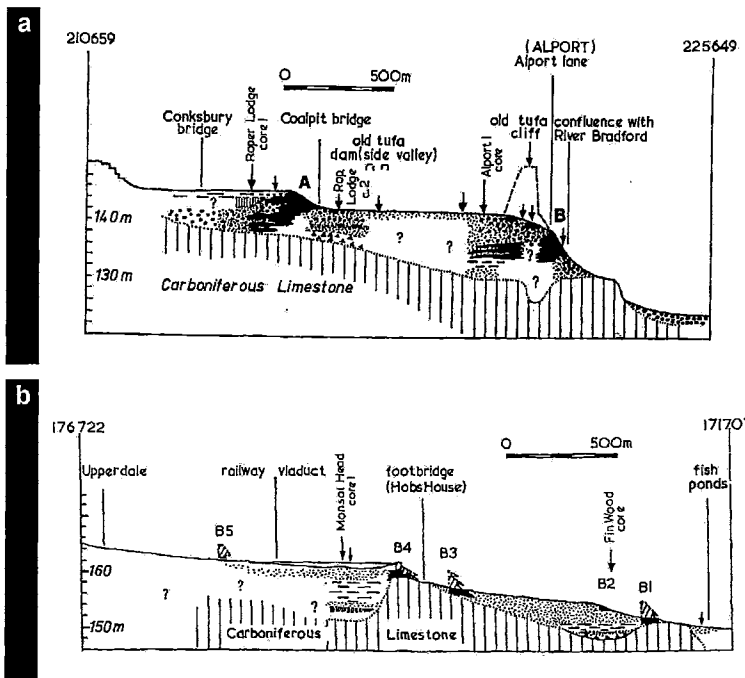 a
210659
225649
(ALPORT)
Alport lane
0 500m
Conksbury
bridge
Roper Lodge
core 1
Coalpit bridge
old tufa
dam(side valley)
Rap
Lodge
c.2
Alport 1
core
old tufa
cliff
confluence with
River Bradford
A
B
140m
130m
?
?
?
?
?
Carboniferous Limestone
b
176722
171707
0 500m
Upperdale
railway viaduct
Monsal Head
core 1
footbridge
(HobsHouse)
Fin Wood
core
fish
ponds
B5
B4
B3
B2
B1
160
150m
?
?
?
Carboniferous Limestone